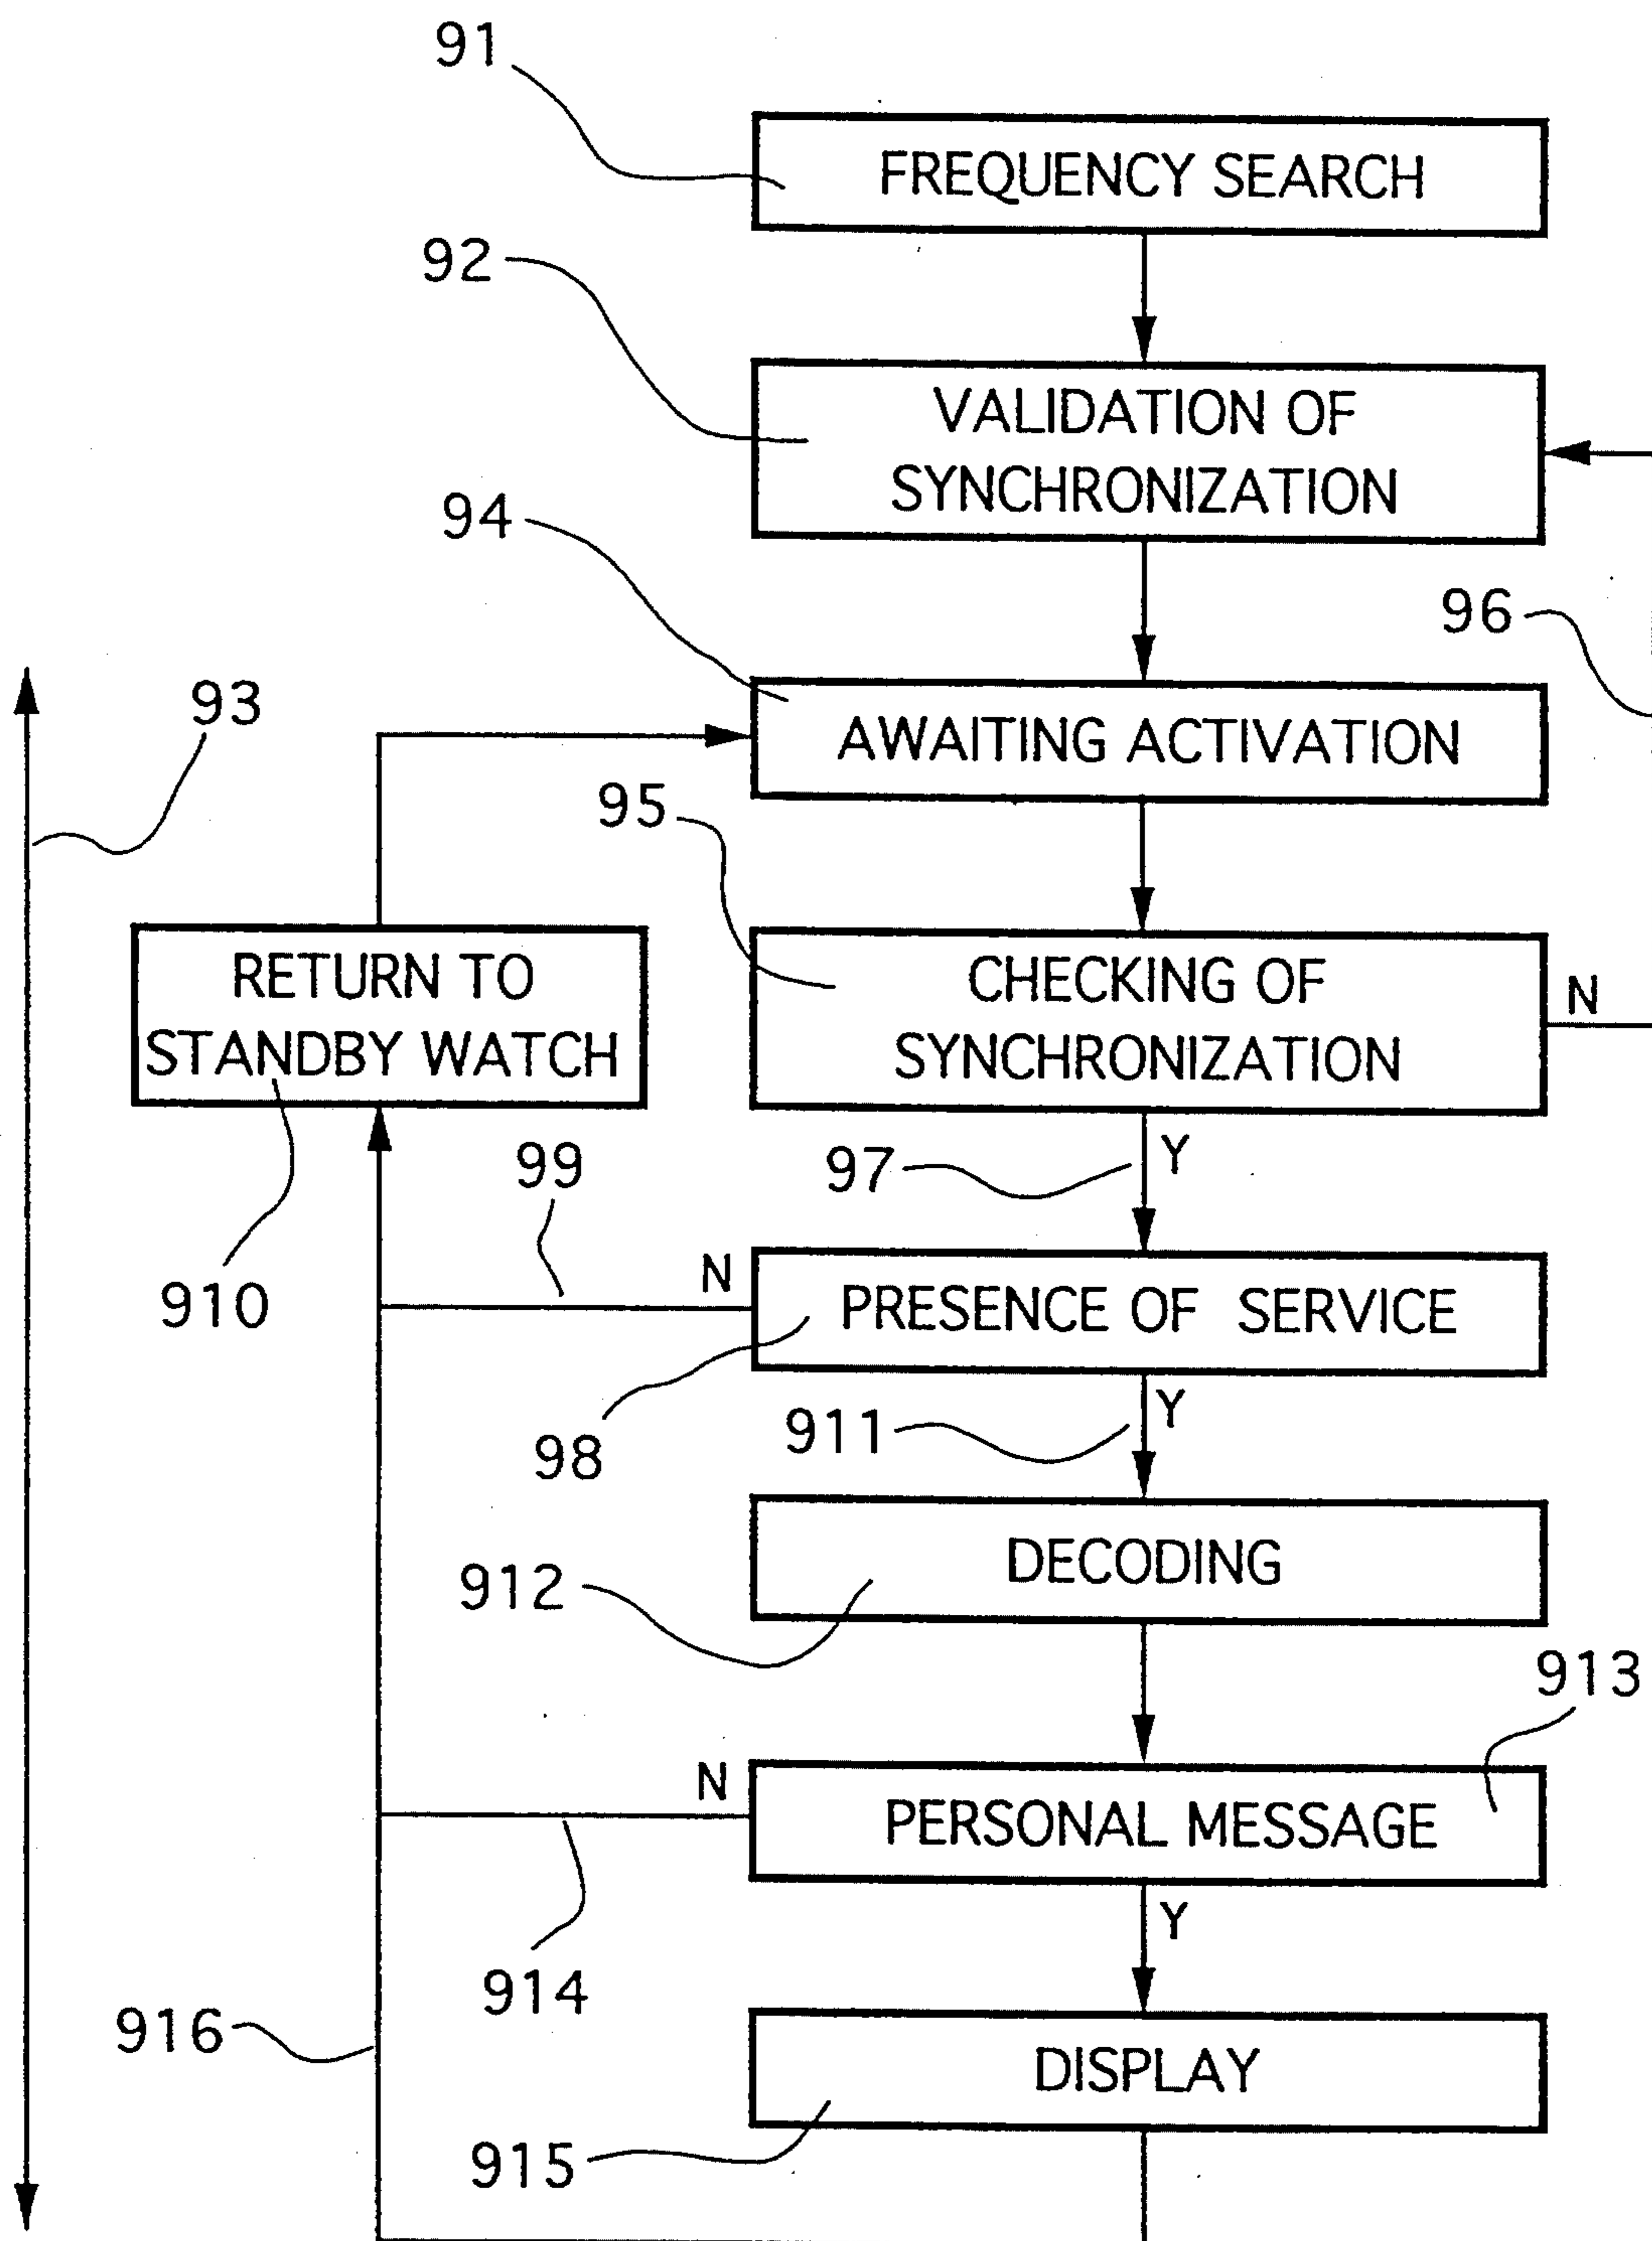 91
FREQUENCY SEARCH
92
VALIDATION OF
SYNCHRONIZATION
94
96
93
AWAITING ACTIVATION
95
RETURN TO
STANDBY WATCH
CHECKING OF
SYNCHRONIZATION
N
97
Y
99
910
N
PRESENCE OF SERVICE
98
911
Y
DECODING
912
913
N
PERSONAL MESSAGE
914
Y
916
DISPLAY
915